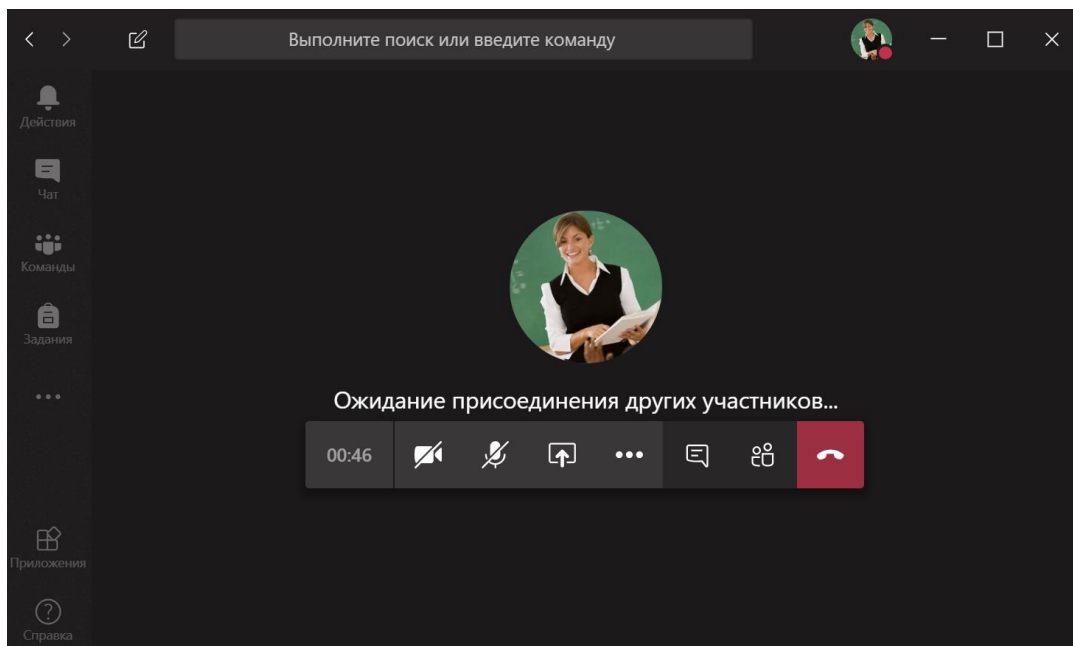 Выполните поиск или введите команду
Действия
Чат
Команды
Задания
Ожидание присоединения других участников...
00:46
Приложения
Справка